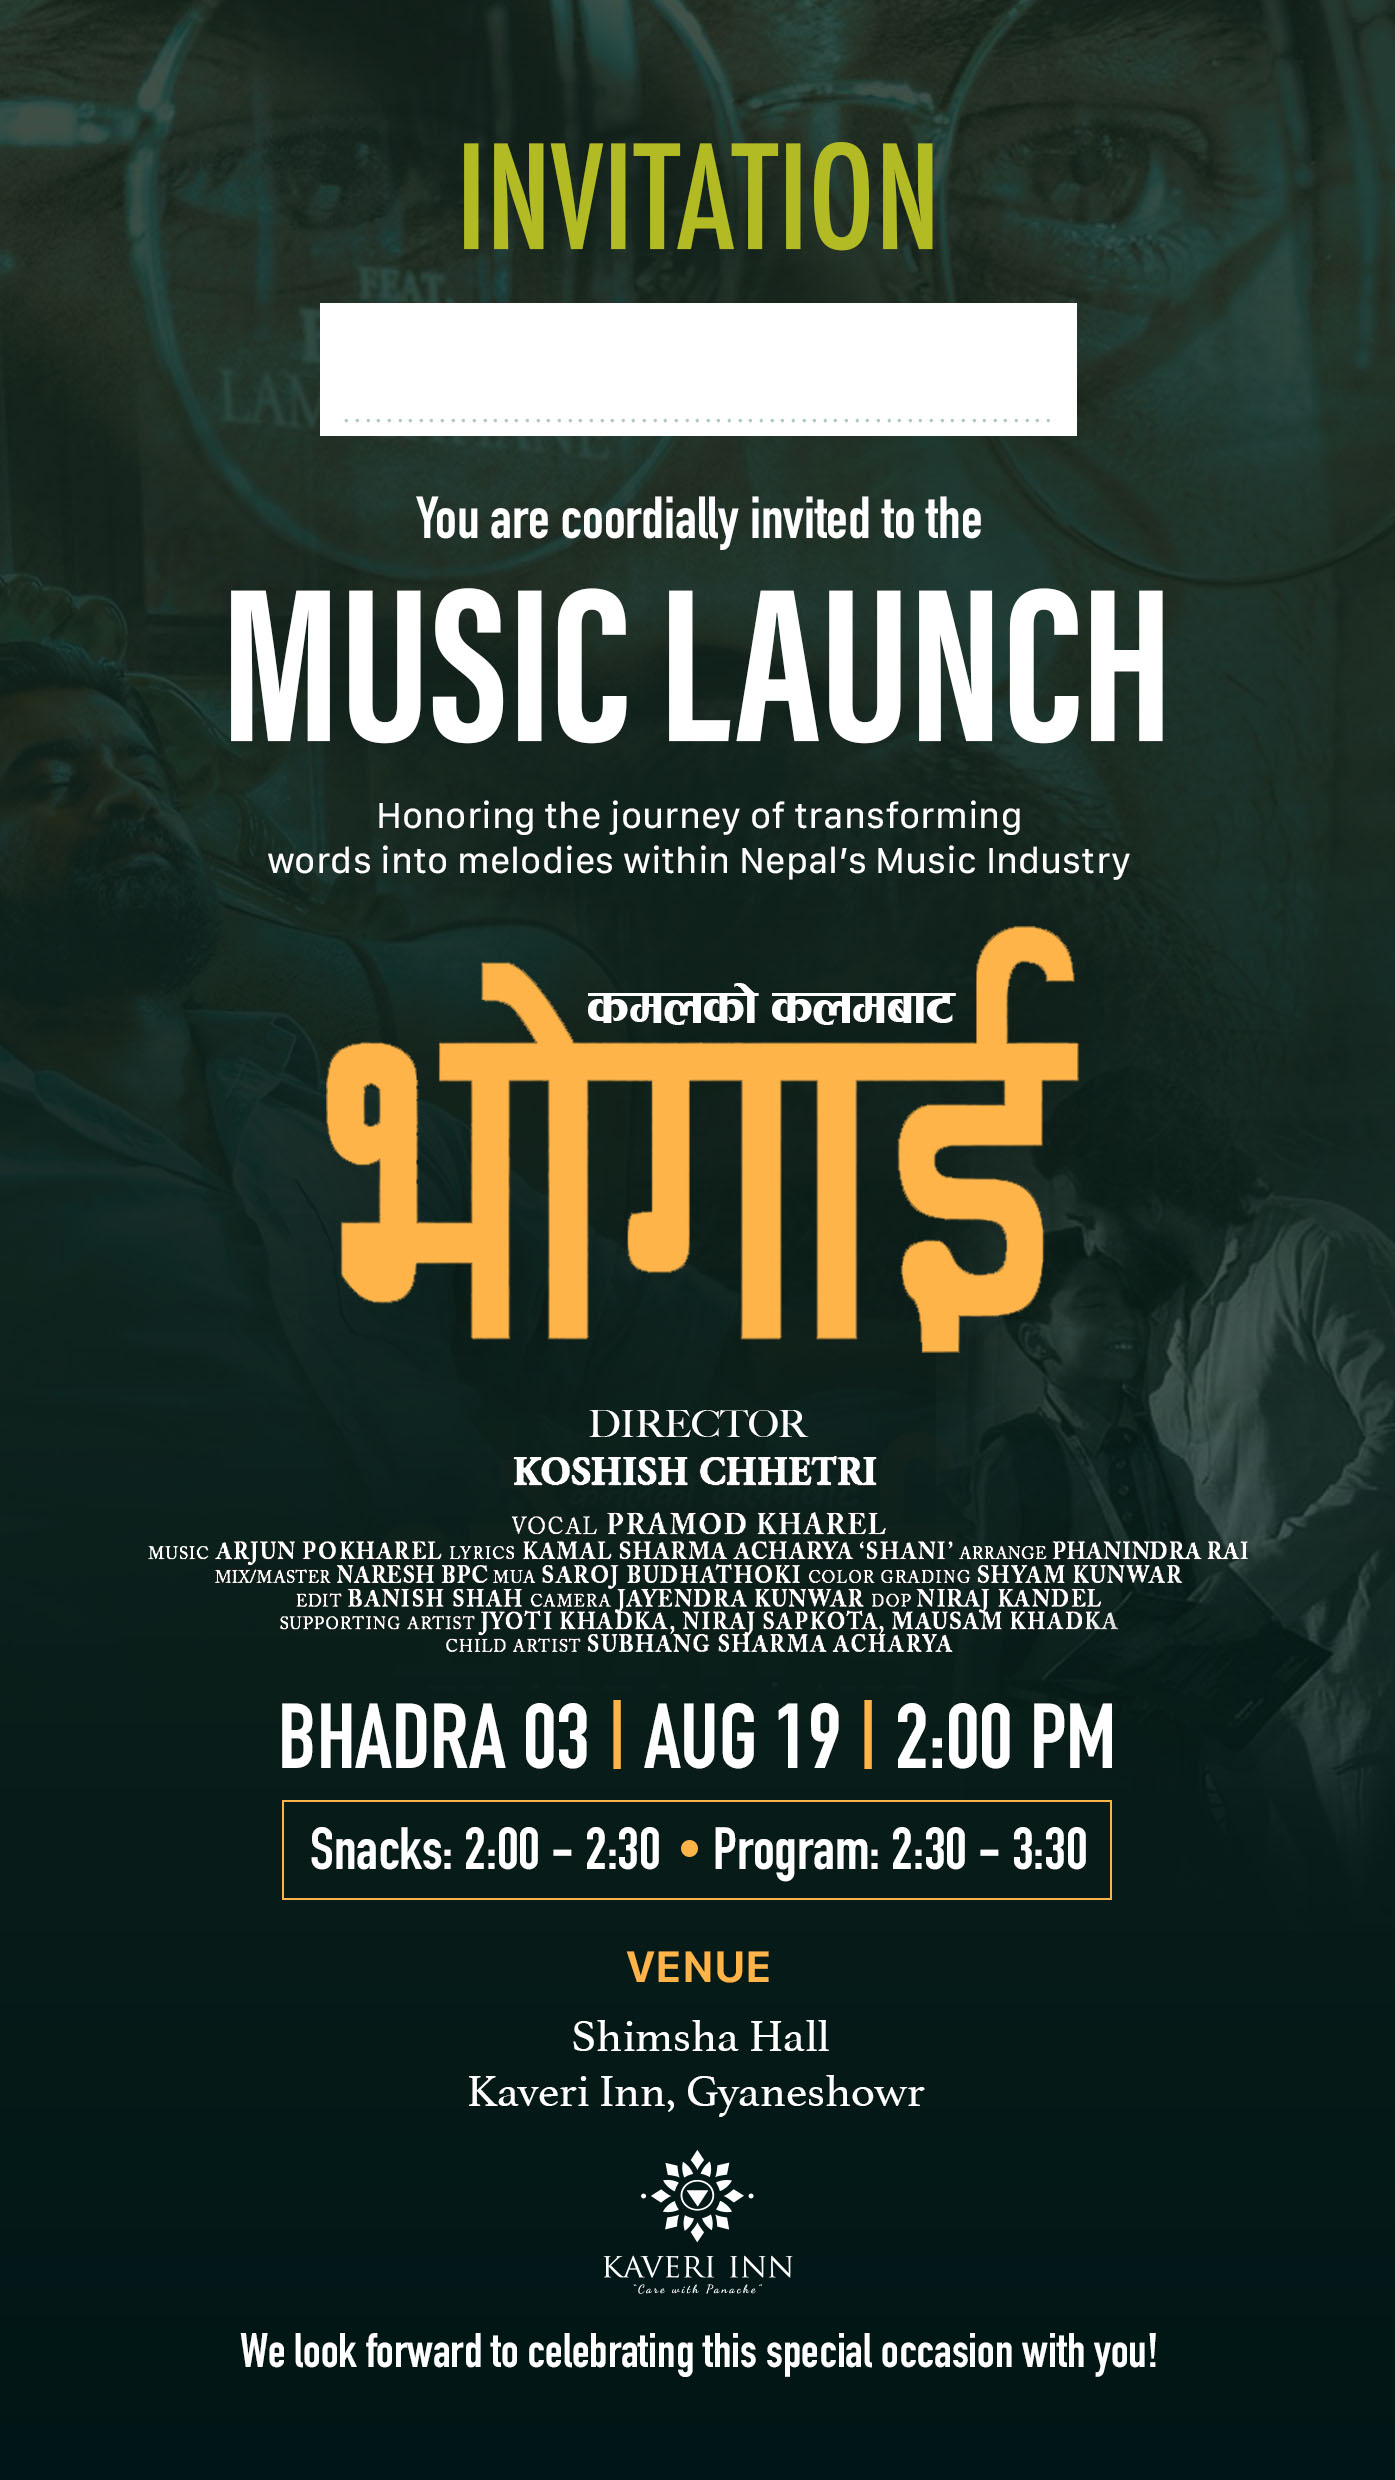 INVITATION
FEAT.
You are coordially invited to the
MUSIC LAUNCH
Honoring the journey of transforming
words into melodies within Nepal’s Music Industry
कमलको कलमबाट
भोगाई
DIRECTOR
KOSHISH CHHETRI
VOCAL PRAMOD KHAREL
MUSIC ARJUN POKHAREL LYRICS KAMAL SHARMA ACHARYA ‘SHANI’ ARRANGE PHANINDRA RAI
MIX/MASTER NARESH BPC MUA SAROJ BUDHATHOKI COLOR GRADING SHYAM KUNWAR
EDIT BANISH SHAH CAMERA JAYENDRA KUNWAR DOP NIRAJ KANDEL
SUPPORTING ARTIST JYOTI KHADKA, NIRAJ SAPKOTA, MAUSAM KHADKA
CHILD ARTIST SUBHANG SHARMA ACHARYA
BHADRA 03 | AUG 19 | 2:00 PM
Snacks: 2:00 – 2:30 • Program: 2:30 – 3:30
VENUE
Shimsha Hall
Kaveri Inn, Gyaneshowr
KAVERI INN
"Care with Panache"
We look forward to celebrating this special occasion with you!